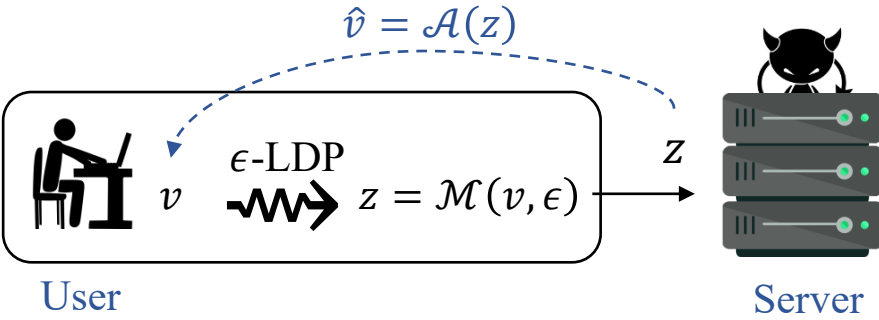 v̂ = 𝒜(z)
ϵ-LDP
v
z = ℳ(v, ϵ)
z
User
Server